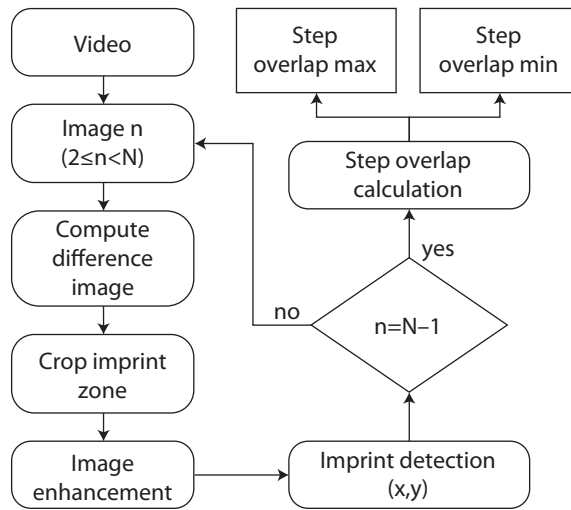 Video
Image n
(2≤n<N)
Compute
difference
image
Crop imprint
zone
Image
enhancement
Imprint detection
(x,y)
n=N–1
no
yes
Step overlap
calculation
Step
overlap max
Step
overlap min